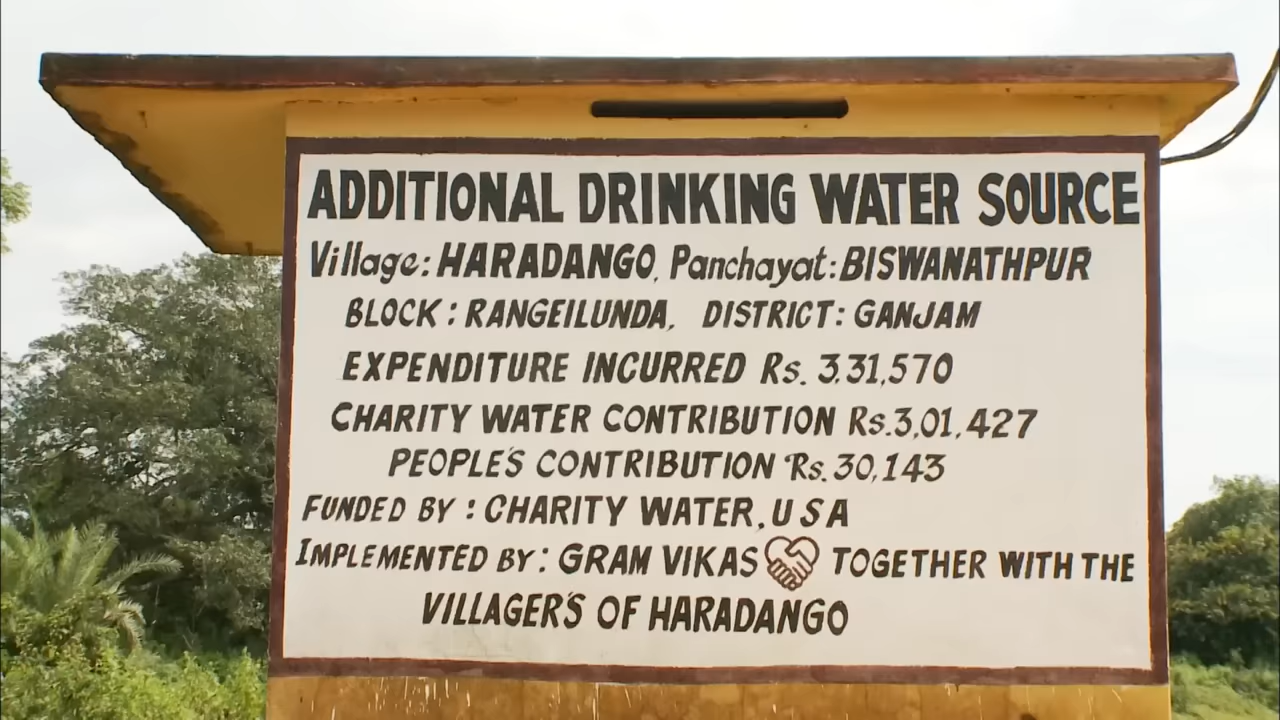 ADDITIONAL DRINKING WATER SOURCE
Village: HARADANGO, Panchayat: BISWANATHPUR
BLOCK : RANGEILUNDA, DISTRICT : GANJAM
EXPENDITURE INCURRED Rs. 3,31,570
CHARITY WATER CONTRIBUTION Rs. 3,01,427
PEOPLE'S CONTRIBUTION Rs. 30,143
FUNDED BY : CHARITY WATER, USA
IMPLEMENTED BY : GRAM VIKAS TOGETHER WITH THE
VILLAGER'S OF HARADANGO